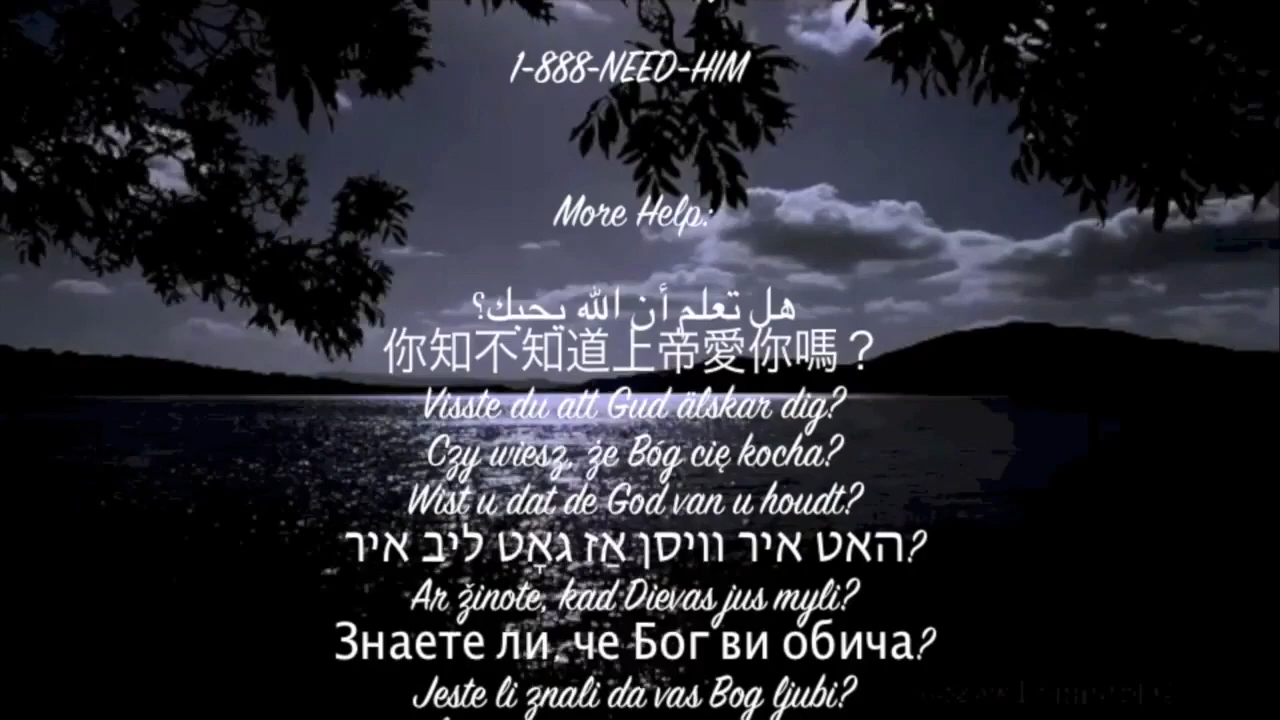 1-888-NEED-HIM
More Help:
هل تعلم أن الله يحبك؟
你知不知道上帝愛你嗎？
Visste du att Gud älskar dig?
Czy wiesz, że Bóg cię kocha?
Wist u dat de God van u houdt?
האט איר וויסן אַז גאָט ליב איר?
Ar žinote, kad Dievas jus myli?
Знаете ли, че Бог ви обича?
Jeste li znali da vas Bog ljubi?